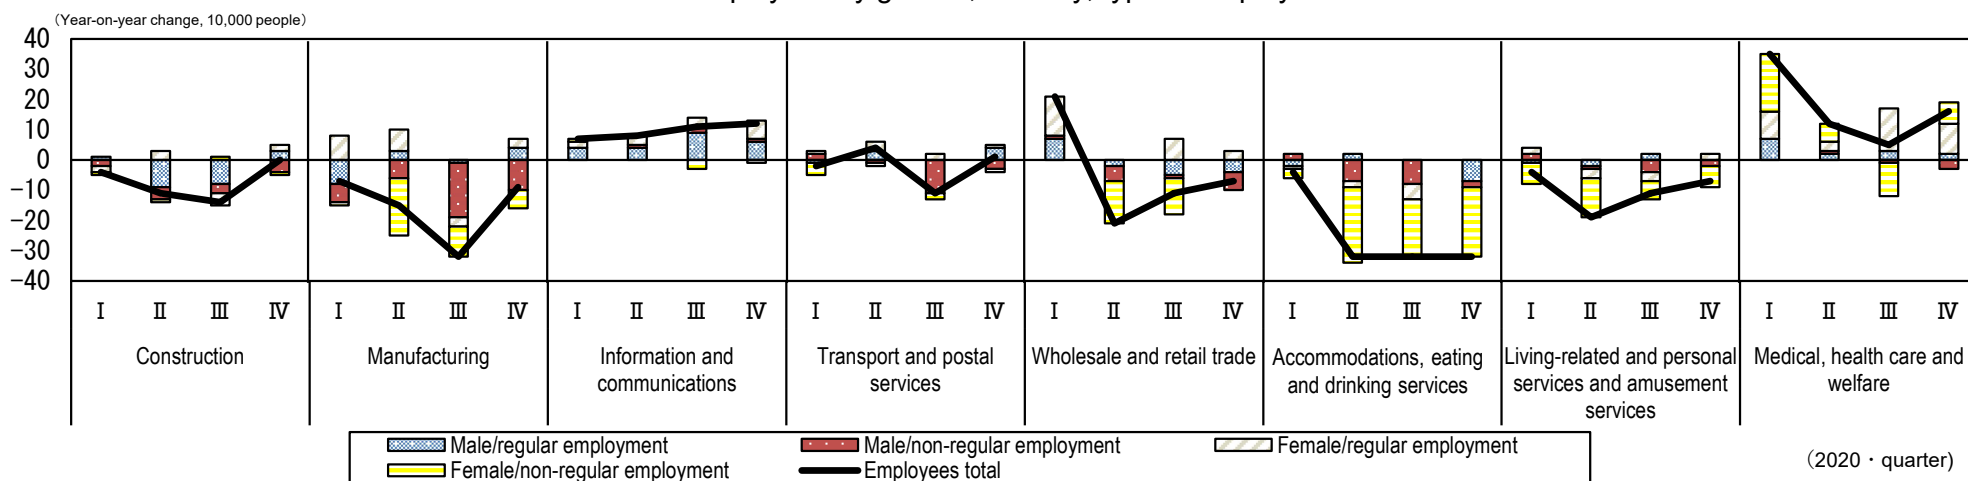 （Year-on-year change, 10,000 people）
40
30
20
10
0
-10
-20
-30
-40
Ⅰ Ⅱ Ⅲ Ⅳ Ⅰ Ⅱ Ⅲ Ⅳ Ⅰ Ⅱ Ⅲ Ⅳ Ⅰ Ⅱ Ⅲ Ⅳ Ⅰ Ⅱ Ⅲ Ⅳ Ⅰ Ⅱ Ⅲ Ⅳ Ⅰ Ⅱ Ⅲ Ⅳ Ⅰ Ⅱ Ⅲ Ⅳ
Construction
Manufacturing
Information and
communications
Transport and postal
services
Wholesale and retail trade
Accommodations, eating
and drinking services
Living-related and personal
services and amusement
services
Medical, health care and
welfare
Male/regular employment
Male/non-regular employment
Female/regular employment
Female/non-regular employment
Employees total
（2020・quarter)